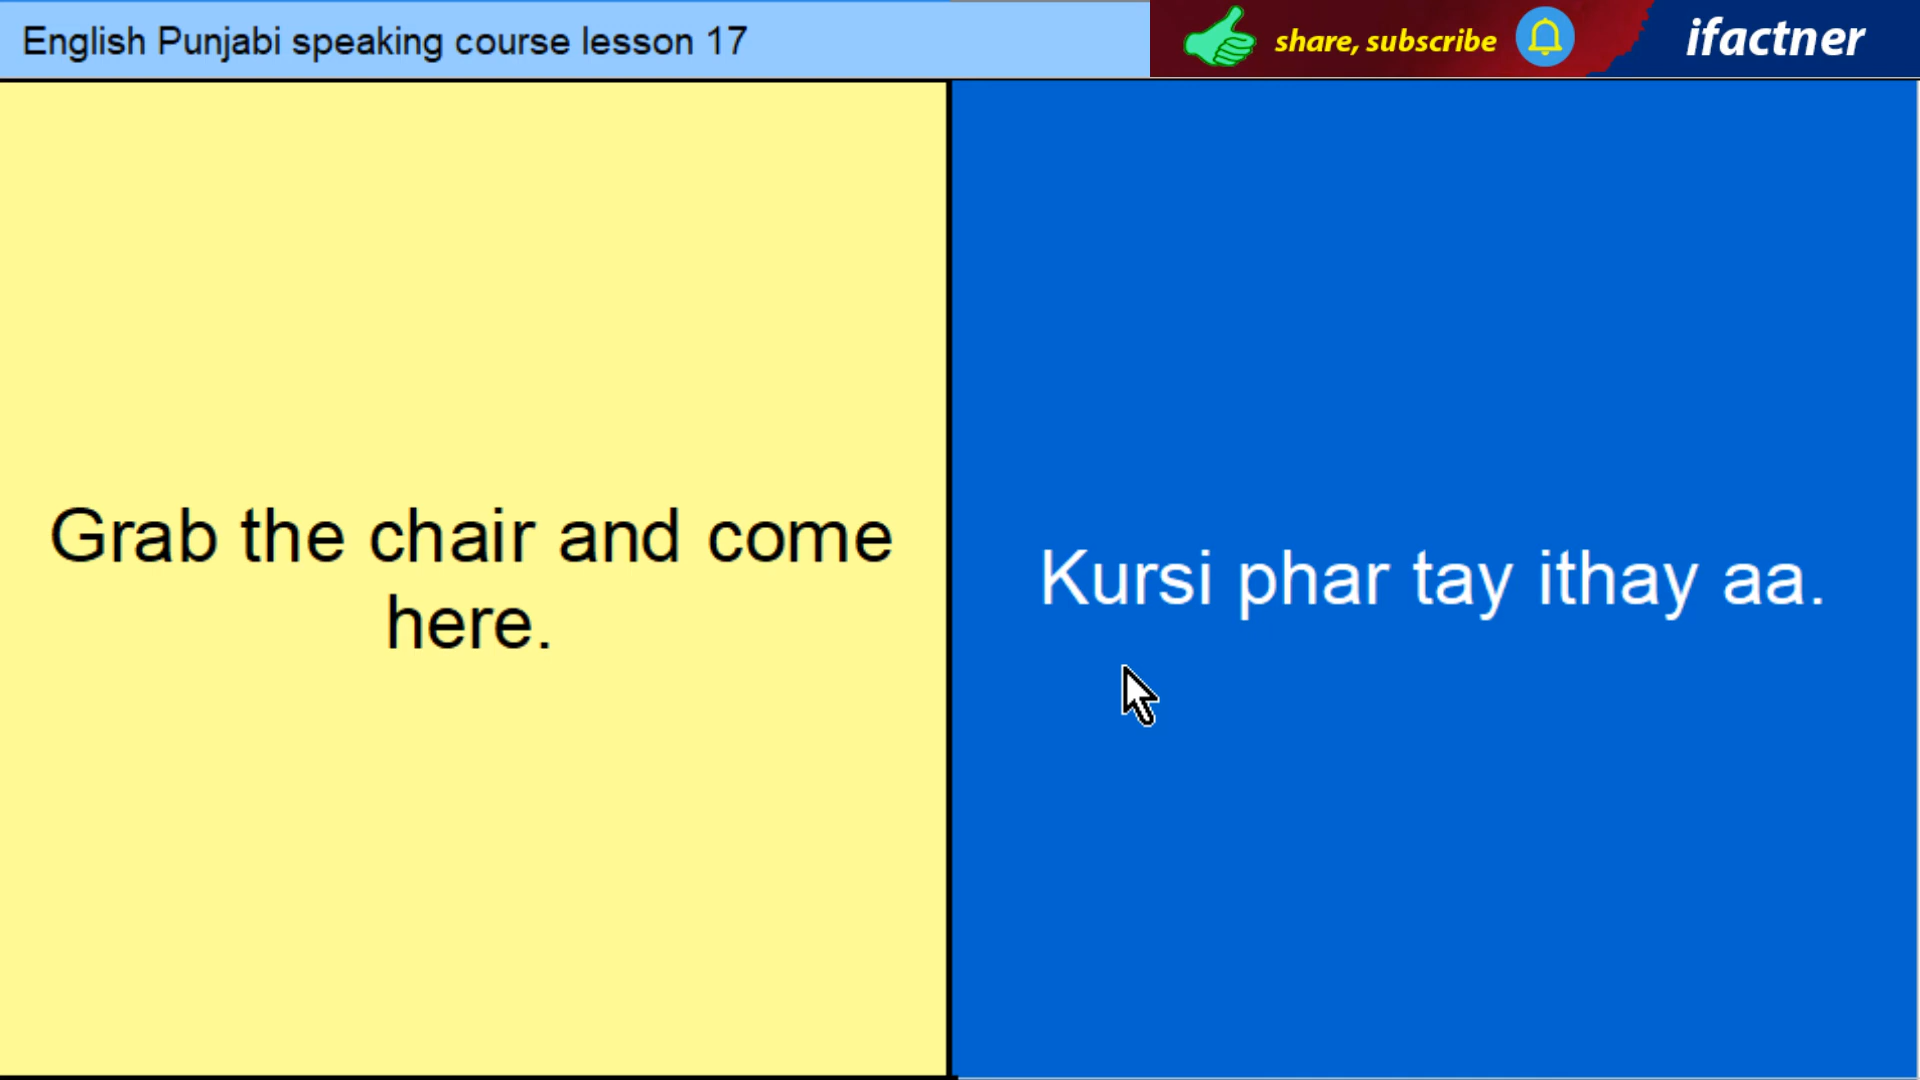 English Punjabi speaking course lesson 17
share, subscribe
ifactner
Grab the chair and come
here.
Kursi phar tay ithay aa.